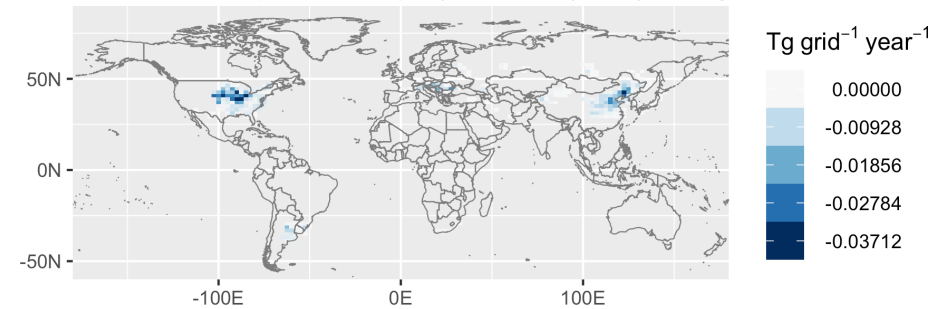 Tg grid⁻¹ year⁻¹
0.00000
-0.00928
-0.01856
-0.02784
-0.03712
50N
0N
-50N
-100E 0E 100E